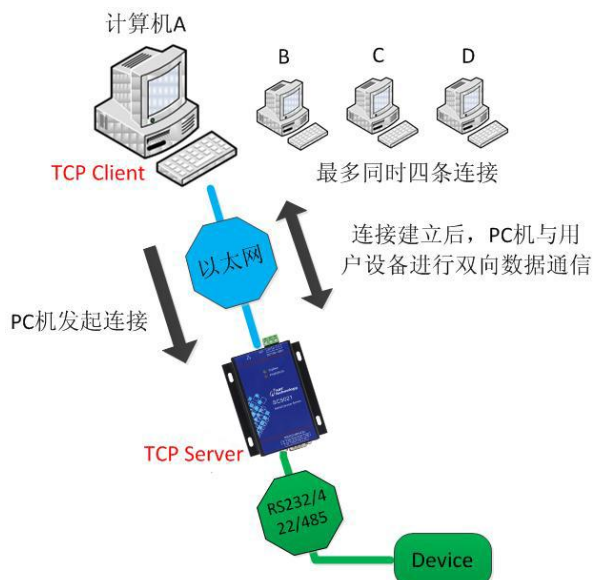 计算机A
B
C
D
TCP Client
最多同时四条连接
以太网
连接建立后，PC机与用
户设备进行双向数据通信
PC机发起连接
TCP Server
RS232/4
22/485
Device